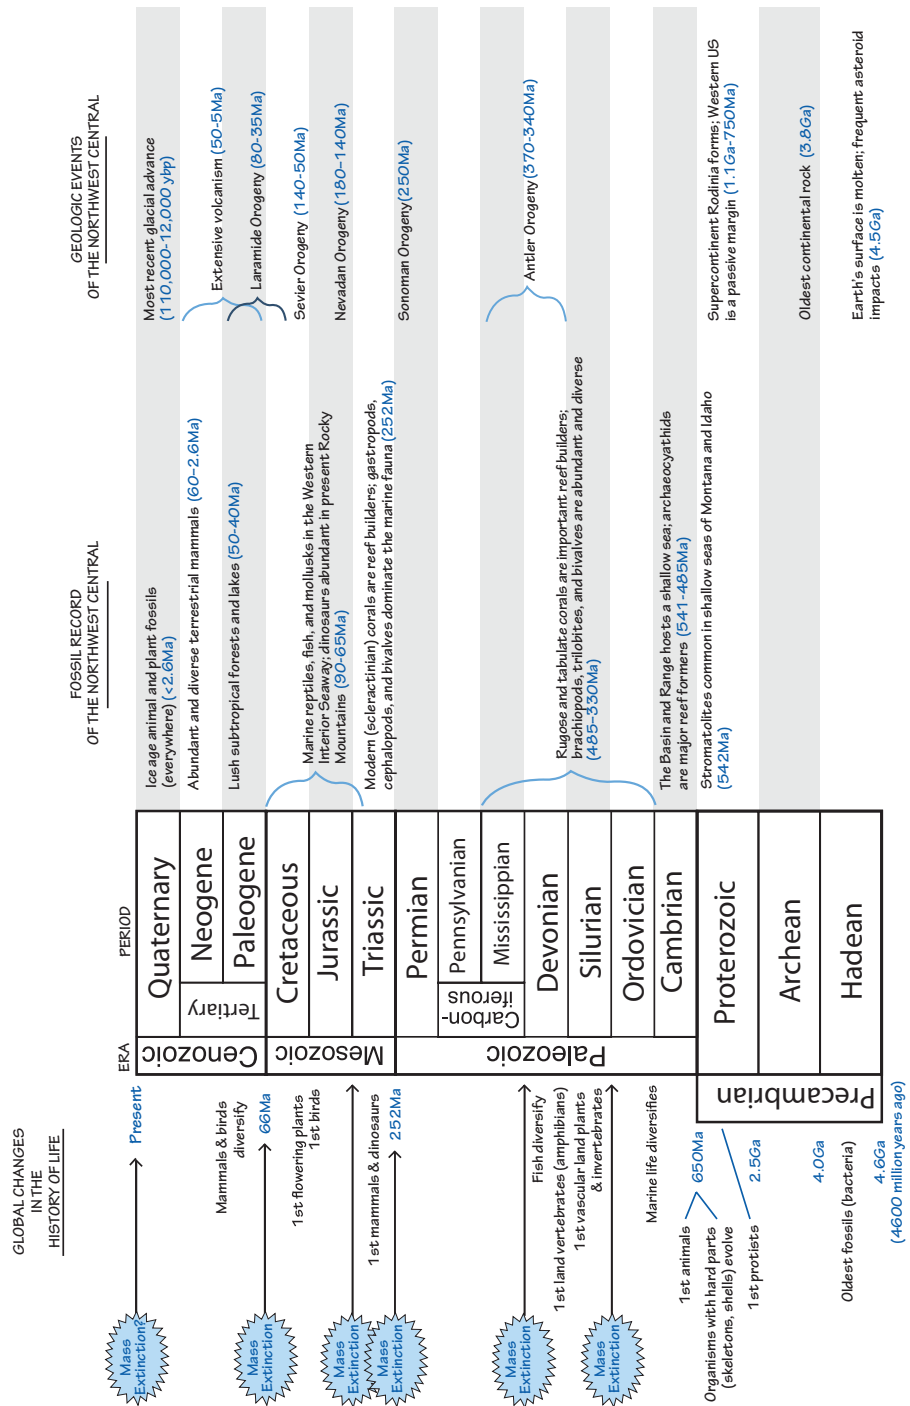 GLOBAL CHANGES
IN THE
HISTORY OF LIFE
ERA
PERIOD
FOSSIL RECORD
OF THE NORTHWEST CENTRAL
GEOLOGIC EVENTS
OF THE NORTHWEST CENTRAL
Mass
Extinction?
Present
Mammals & birds
diversify
Mass
Extinction
66Ma
1st flowering plants
1st birds
Mass
Extinction
1st mammals & dinosaurs
Mass
Extinction
252Ma
Mass
Extinction
Fish diversify
1st land vertebrates (amphibians)
1st vascular land plants
& invertebrates
Mass
Extinction
Marine life diversifies
1st animals
650Ma
Organisms with hard parts
(skeletons, shells) evolve
1st protists
2.5Ga
4.0Ga
Oldest fossils (bacteria)
4.6Ga
(4600 million years ago)
Cenozoic
Mesozoic
Paleozoic
Precambrian
Quaternary
Tertiary
Neogene
Paleogene
Cretaceous
Jurassic
Triassic
Permian
Carbon-
iferous
Pennsylvanian
Mississippian
Devonian
Silurian
Ordovician
Cambrian
Proterozoic
Archean
Hadean
Ice age animal and plant fossils
(everywhere) (<2.6Ma)
Abundant and diverse terrestrial mammals (60-2.6Ma)
Lush subtropical forests and lakes (50-40Ma)
Marine reptiles, fish, and mollusks in the Western
Interior Seaway; dinosaurs abundant in present Rocky
Mountains (90-65Ma)
Modern (scleractinian) corals are reef builders; gastropods,
cephalopods, and bivalves dominate the marine fauna (252Ma)
Rugose and tabulate corals are important reef builders;
brachiopods, trilobites, and bivalves are abundant and diverse
(485-330Ma)
The Basin and Range hosts a shallow sea; archaeocyathids
are major reef formers (541-485Ma)
Stromatolites common in shallow seas of Montana and Idaho
(542Ma)
Most recent glacial advance
(110,000-12,000 ybp)
Extensive volcanism (50-5Ma)
Laramide Orogeny (80-35Ma)
Sevier Orogeny (140-50Ma)
Nevadan Orogeny (180-140Ma)
Sonoman Orogeny (250Ma)
Antler Orogeny (370-340Ma)
Supercontinent Rodinia forms; Western US
is a passive margin (1.1Ga-750Ma)
Oldest continental rock (3.8Ga)
Earth's surface is molten; frequent asteroid
impacts (4.5Ga)